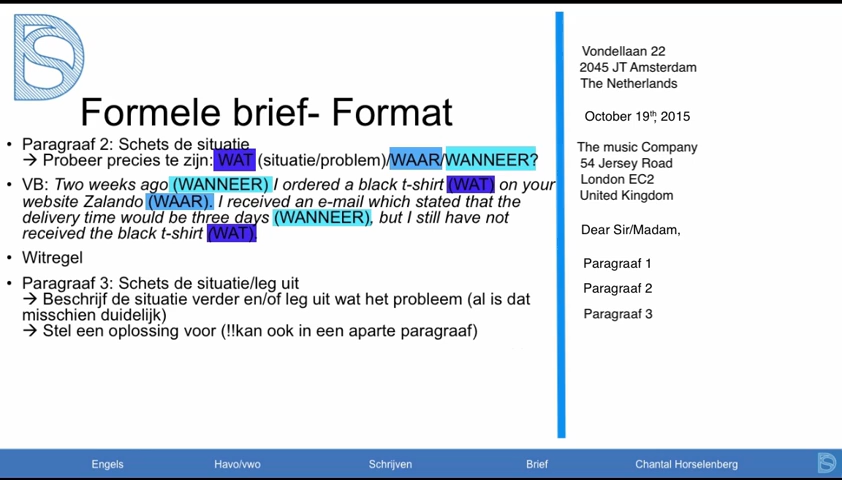 Formele brief- Format
• Paragraaf 2: Schets de situatie
→ Probeer precies te zijn: WAT (situatie/problem)/WAAR/WANNEER?
• VB: Two weeks ago (WANNEER) I ordered a black t-shirt (WAT) on your
website Zalando (WAAR). I received an e-mail which stated that the
delivery time would be three days (WANNEER), but I still have not
received the black t-shirt (WAT).
• Witregel
• Paragraaf 3: Schets de situatie/leg uit
→ Beschrijf de situatie verder en/of leg uit wat het probleem (al is dat
misschien duidelijk)
→ Stel een oplossing voor (!!kan ook in een aparte paragraaf)
Vondellaan 22
2045 JT Amsterdam
The Netherlands
October 19th, 2015
The music Company
54 Jersey Road
London EC2
United Kingdom
Dear Sir/Madam,
Paragraaf 1
Paragraaf 2
Paragraaf 3
Engels Havo/vwo Schrijven Brief Chantal Horselenberg